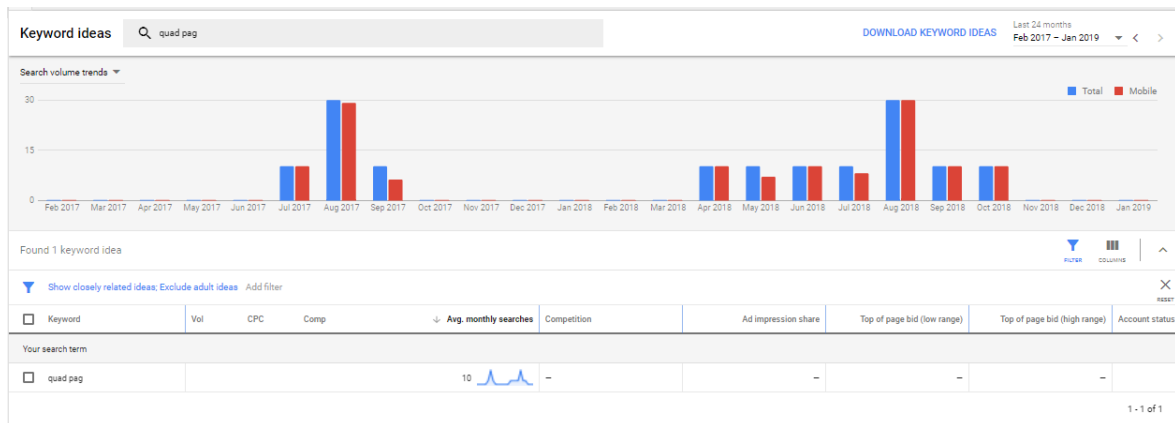 Keyword ideas quad pag DOWNLOAD KEYWORD IDEAS Last 24 months
Feb 2017 – Jan 2019
Search volume trends
Total Mobile
30
15
0
Feb 2017 Mar 2017 Apr 2017 May 2017 Jun 2017 Jul 2017 Aug 2017 Sep 2017 Oct 2017 Nov 2017 Dec 2017 Jan 2018 Feb 2018 Mar 2018 Apr 2018 May 2018 Jun 2018 Jul 2018 Aug 2018 Sep 2018 Oct 2018 Nov 2018 Dec 2018 Jan 2019
Found 1 keyword idea
FILTER COLUMNS
Show closely related ideas; Exclude adult ideas Add filter
RESET
Keyword Vol CPC Comp Avg. monthly searches Competition Ad impression share Top of page bid (low range) Top of page bid (high range) Account status
Your search term
quad pag 10 – – – –
1 - 1 of 1